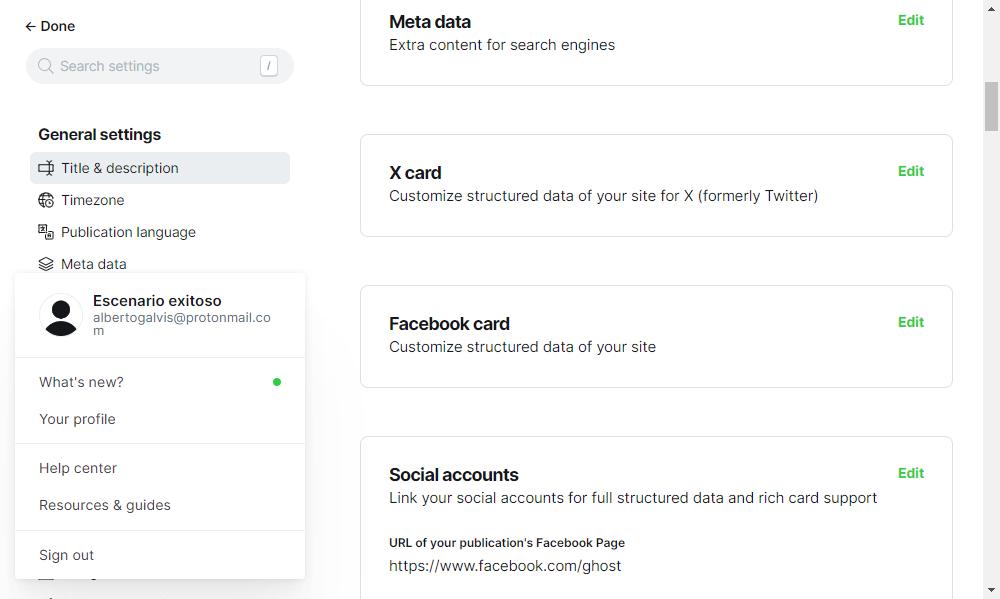 ← Done
Search settings
/
General settings
Title & description
Timezone
Publication language
Meta data
Escenario exitoso
albertogalvis@protonmail.co
m
What's new?
Your profile
Help center
Resources & guides
Sign out
Meta data
Edit
Extra content for search engines
X card
Edit
Customize structured data of your site for X (formerly Twitter)
Facebook card
Edit
Customize structured data of your site
Social accounts
Edit
Link your social accounts for full structured data and rich card support
URL of your publication's Facebook Page
https://www.facebook.com/ghost